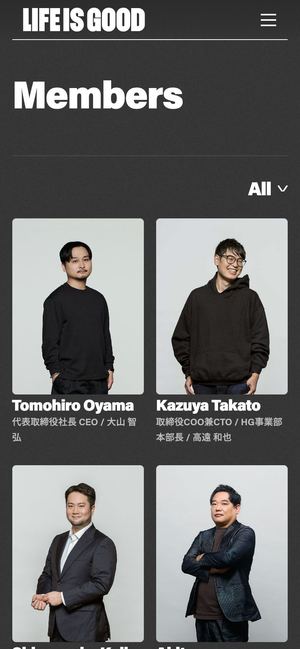 LIFE IS GOOD
Members
All
Tomohiro Oyama
代表取締役社長 CEO / 大山 智
弘
Kazuya Takato
取締役COO兼CTO / HG事業部
本部長 / 高遠 和也